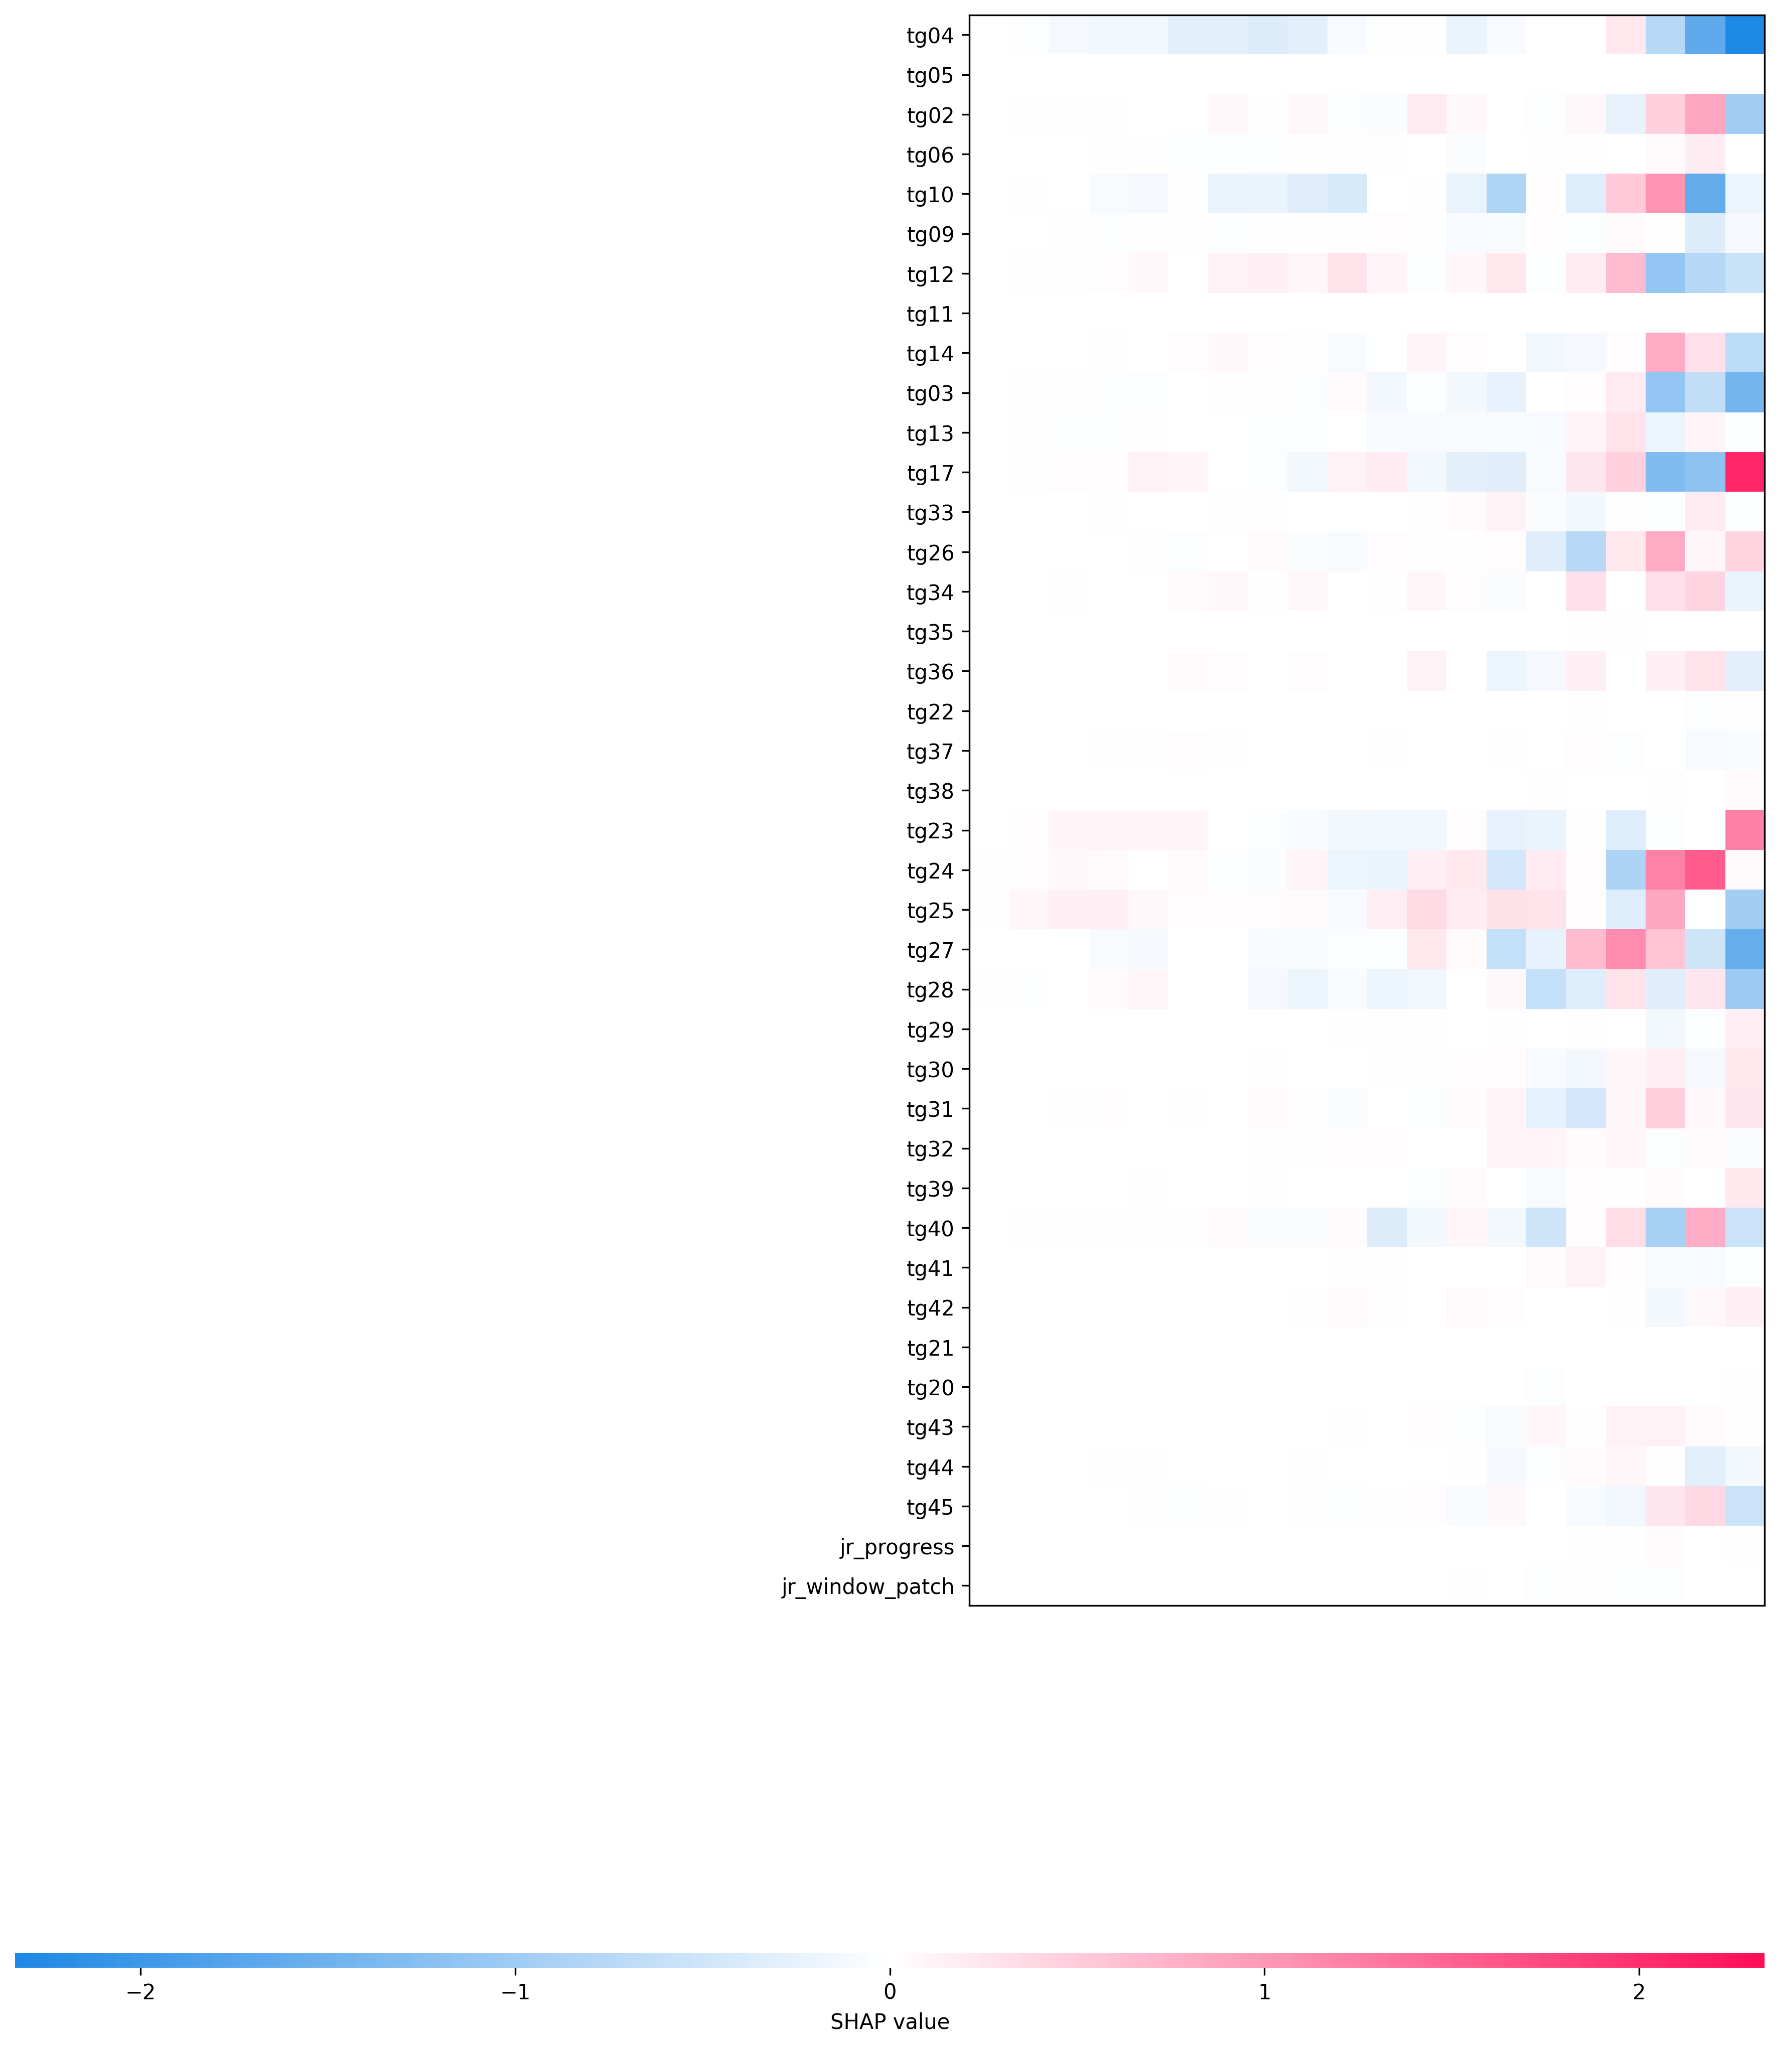 tg04
tg05
tg02
tg06
tg10
tg09
tg12
tg11
tg14
tg03
tg13
tg17
tg33
tg26
tg34
tg35
tg36
tg22
tg37
tg38
tg23
tg24
tg25
tg27
tg28
tg29
tg30
tg31
tg32
tg39
tg40
tg41
tg42
tg21
tg20
tg43
tg44
tg45
jr_progress
jr_window_patch
−2 −1 0 1 2
SHAP value